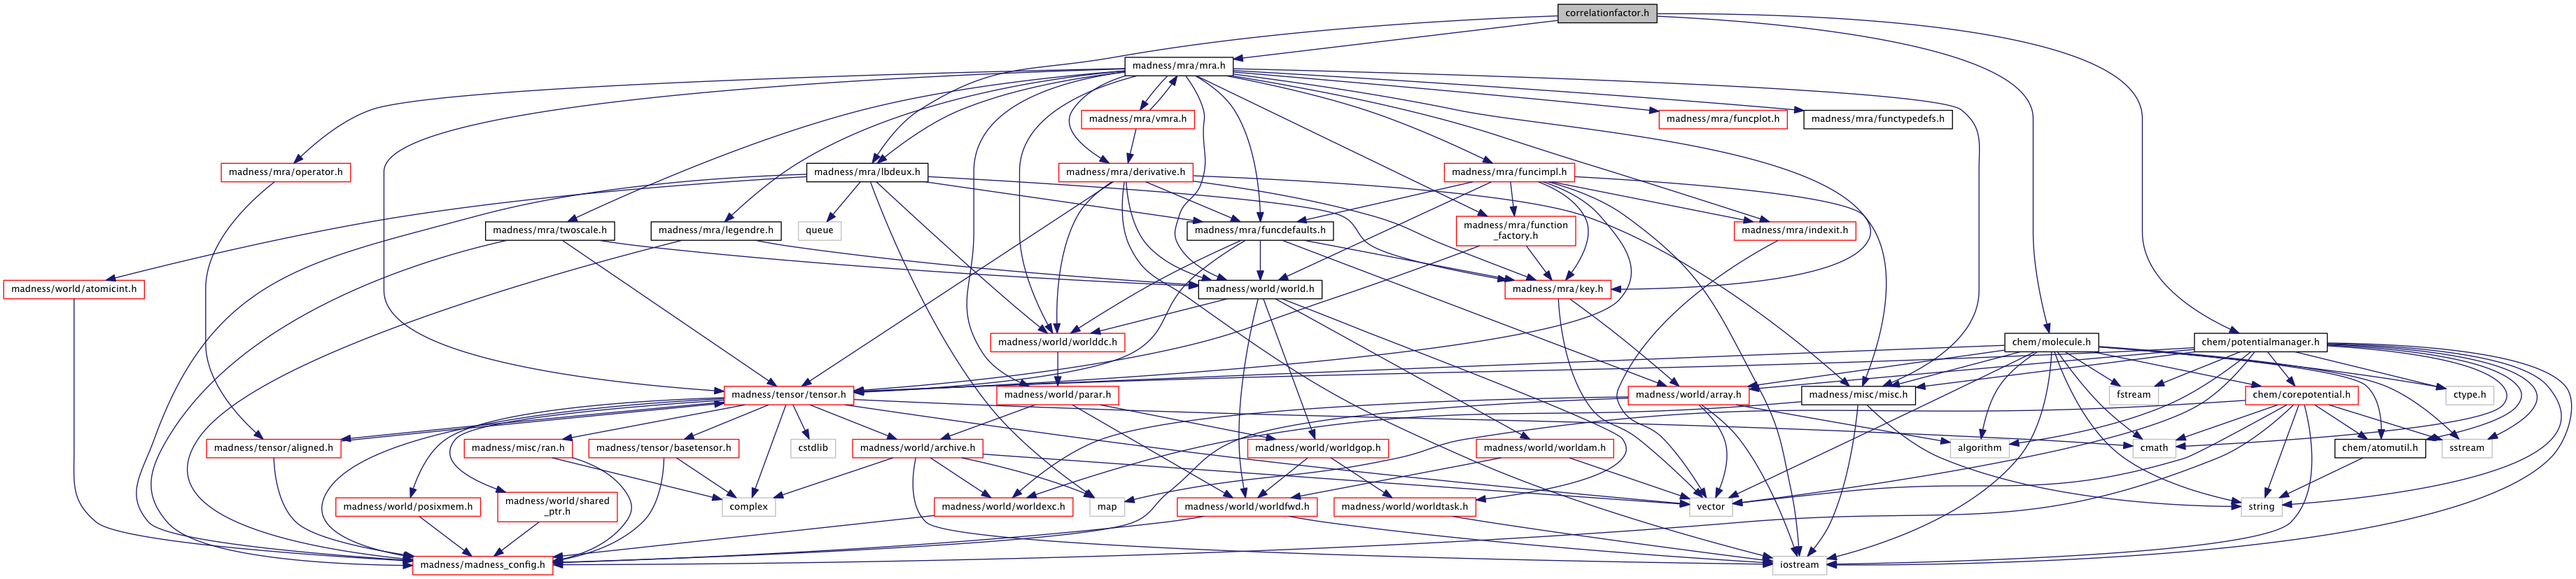 correlationfactor.h
madness/mra/mra.h
madness/mra/vmra.h
madness/mra/funcplot.h
madness/mra/functypedefs.h
madness/mra/operator.h
madness/mra/lbdeux.h
madness/mra/derivative.h
madness/mra/funcimpl.h
madness/mra/twoscale.h
madness/mra/legendre.h
queue
madness/mra/funcdefaults.h
madness/mra/function
_factory.h
madness/mra/indexit.h
madness/world/atomicint.h
madness/world/world.h
madness/mra/key.h
madness/world/worlddc.h
chem/molecule.h
chem/potentialmanager.h
madness/tensor/tensor.h
madness/world/parar.h
madness/world/array.h
madness/misc/misc.h
fstream
chem/corepotential.h
ctype.h
madness/tensor/aligned.h
madness/misc/ran.h
madness/tensor/basetensor.h
cstdlib
madness/world/archive.h
madness/world/worldgop.h
madness/world/worldam.h
algorithm
cmath
chem/atomutil.h
sstream
madness/world/posixmem.h
madness/world/shared
_ptr.h
complex
madness/world/worldexc.h
map
madness/world/worldfwd.h
madness/world/worldtask.h
vector
string
madness/madness_config.h
iostream